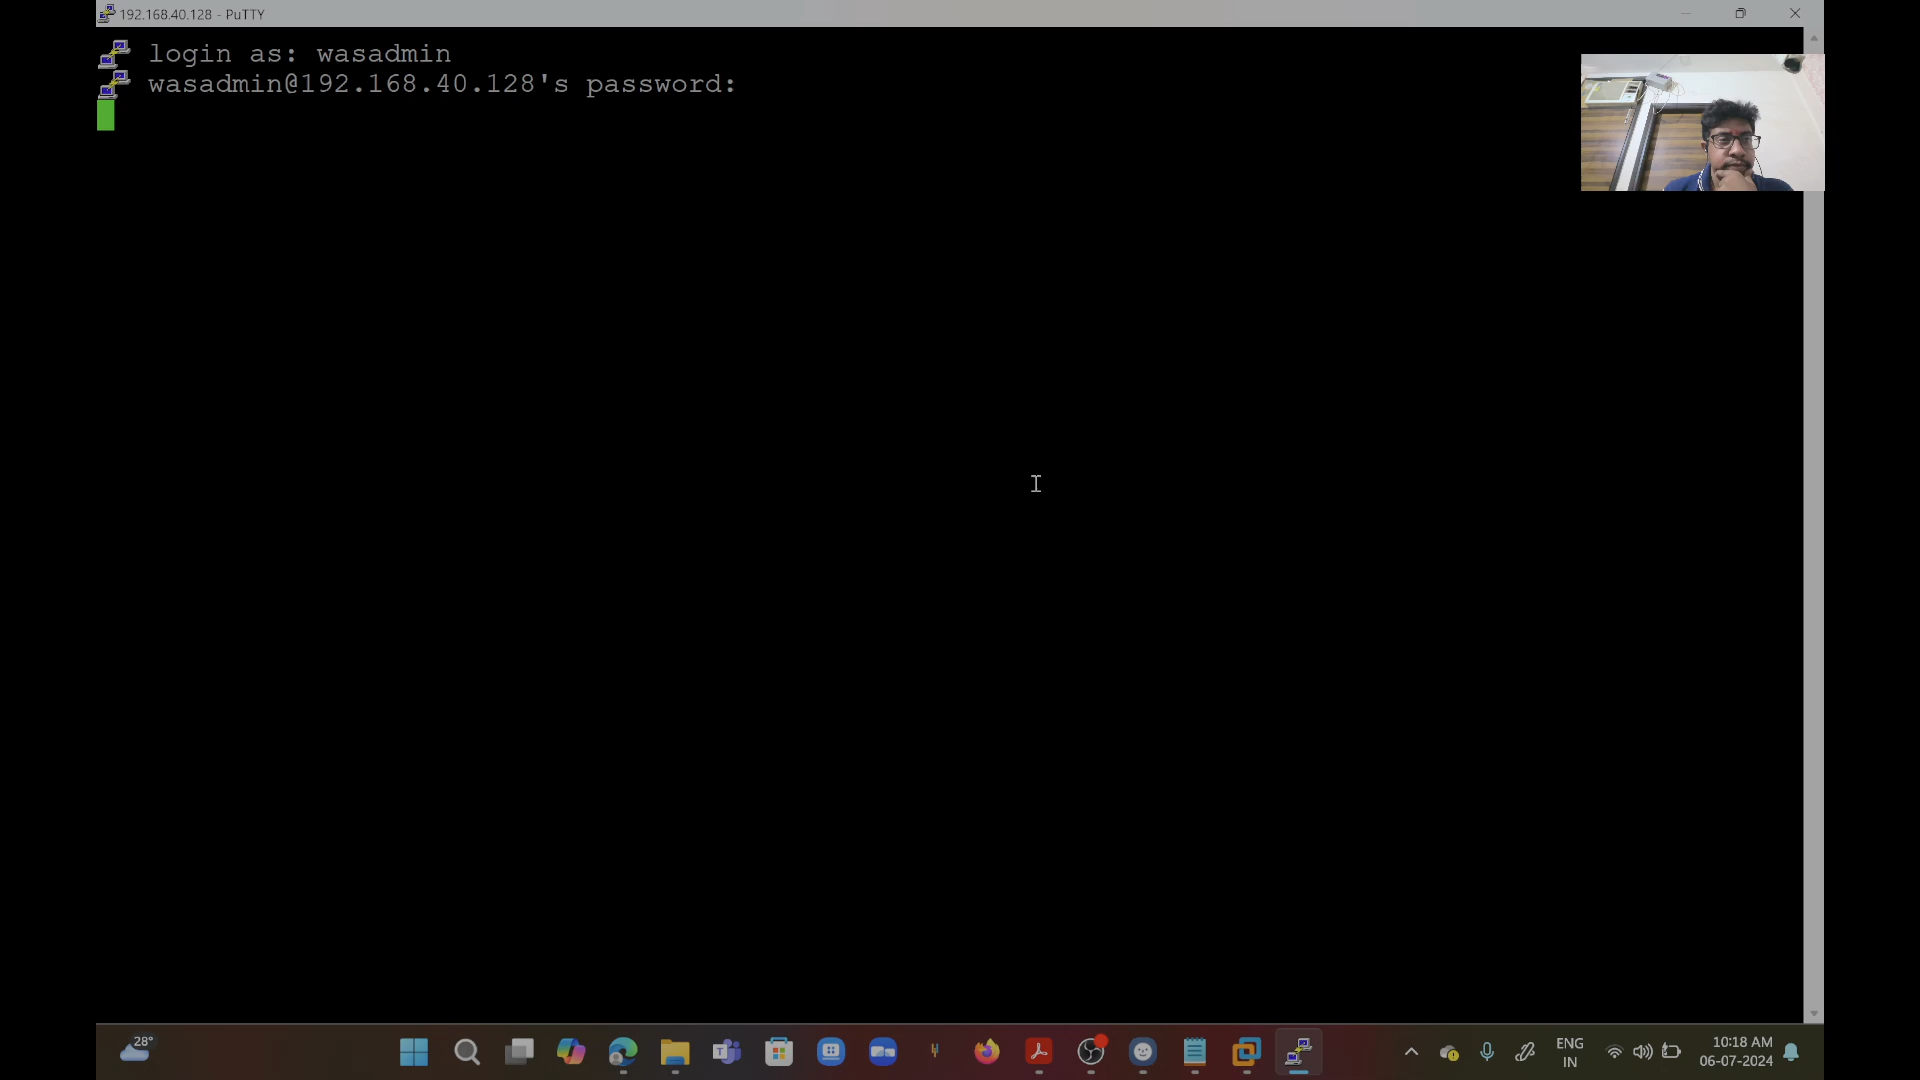 192.168.40.128 - PuTTY
login as: wasadmin
wasadmin@192.168.40.128's password:
28°
ENG
IN
10:18 AM
06-07-2024